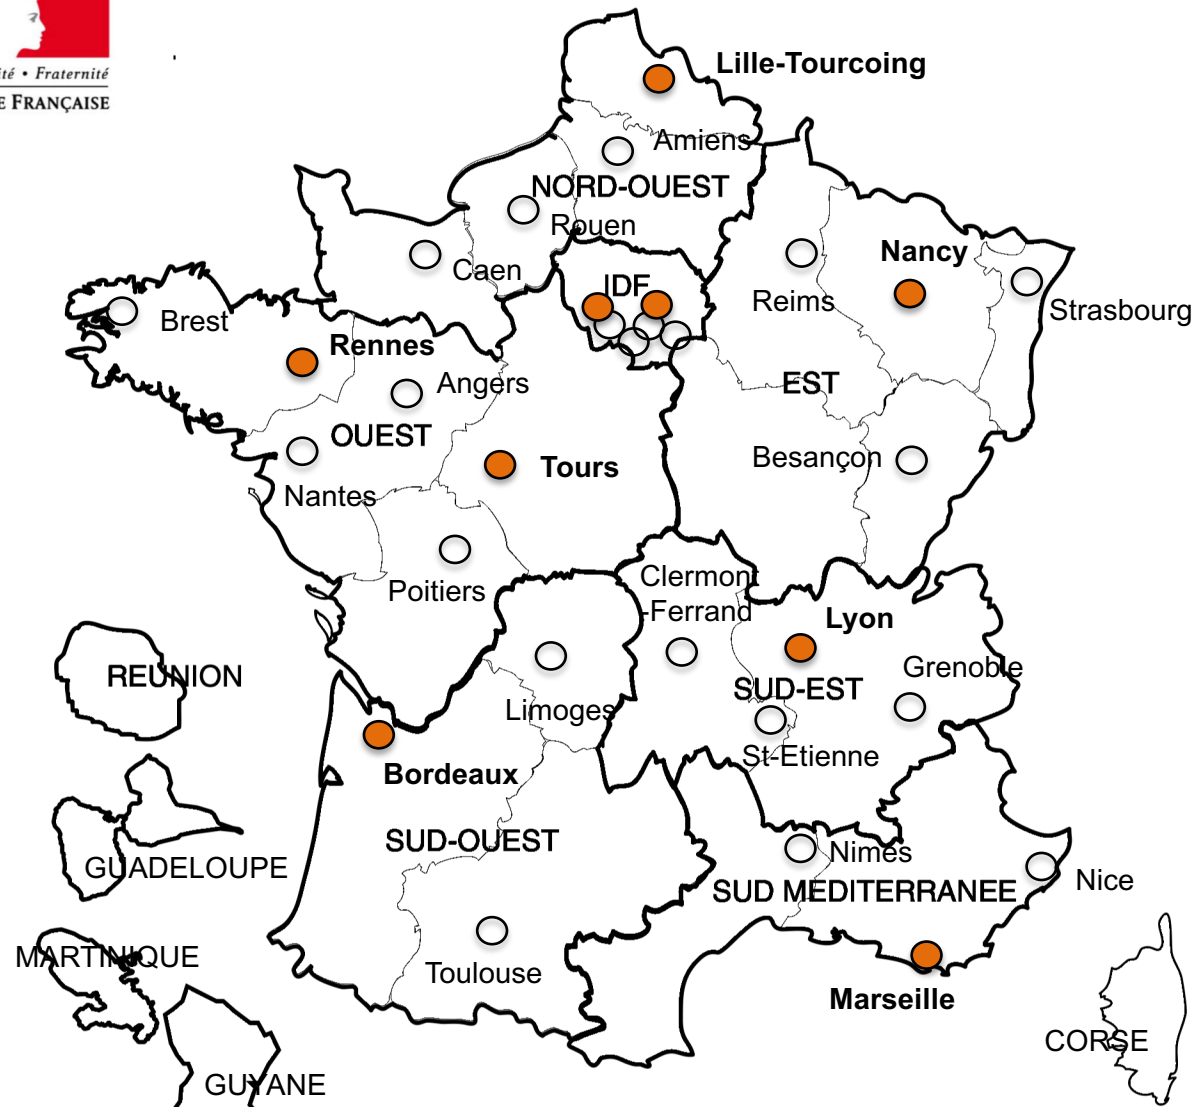 ité • Fraternité
E FRANÇAISE
Lille-Tourcoing
Amiens
NORD-OUEST
Rouen
Caen
IDF
Nancy
Reims
Strasbourg
Brest
Rennes
Angers
EST
OUEST
Besançon
Tours
Nantes
Clermont
-Ferrand
Poitiers
Lyon
Grenoble
REUNION
SUD-EST
Limoges
St-Etienne
Bordeaux
SUD-OUEST
Nimes
GUADELOUPE
SUD MEDITERRANEE
Nice
MARTINIQUE
Toulouse
Marseille
CORSE
GUYANE